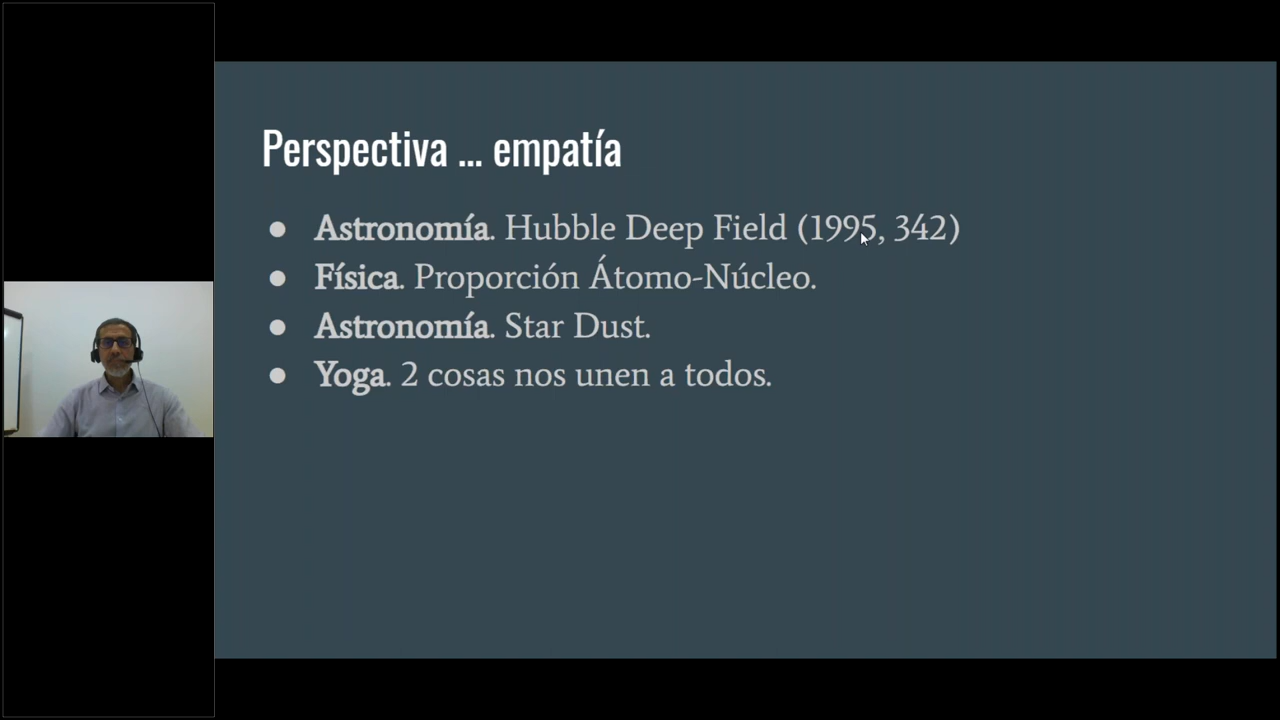 Perspectiva ... empatía
● Astronomía. Hubble Deep Field (1995, 342)
● Física. Proporción Átomo-Núcleo.
● Astronomía. Star Dust.
● Yoga. 2 cosas nos unen a todos.